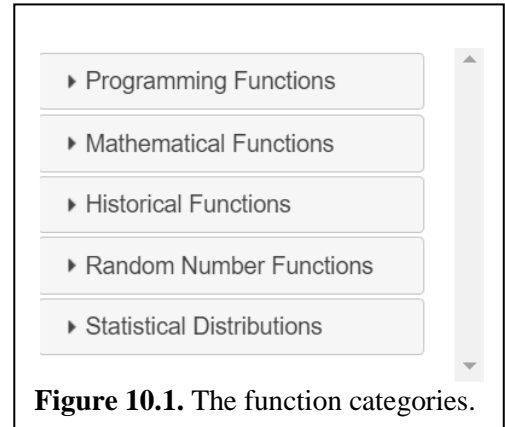 Programming Functions
Mathematical Functions
Historical Functions
Random Number Functions
Statistical Distributions
Figure 10.1. The function categories.